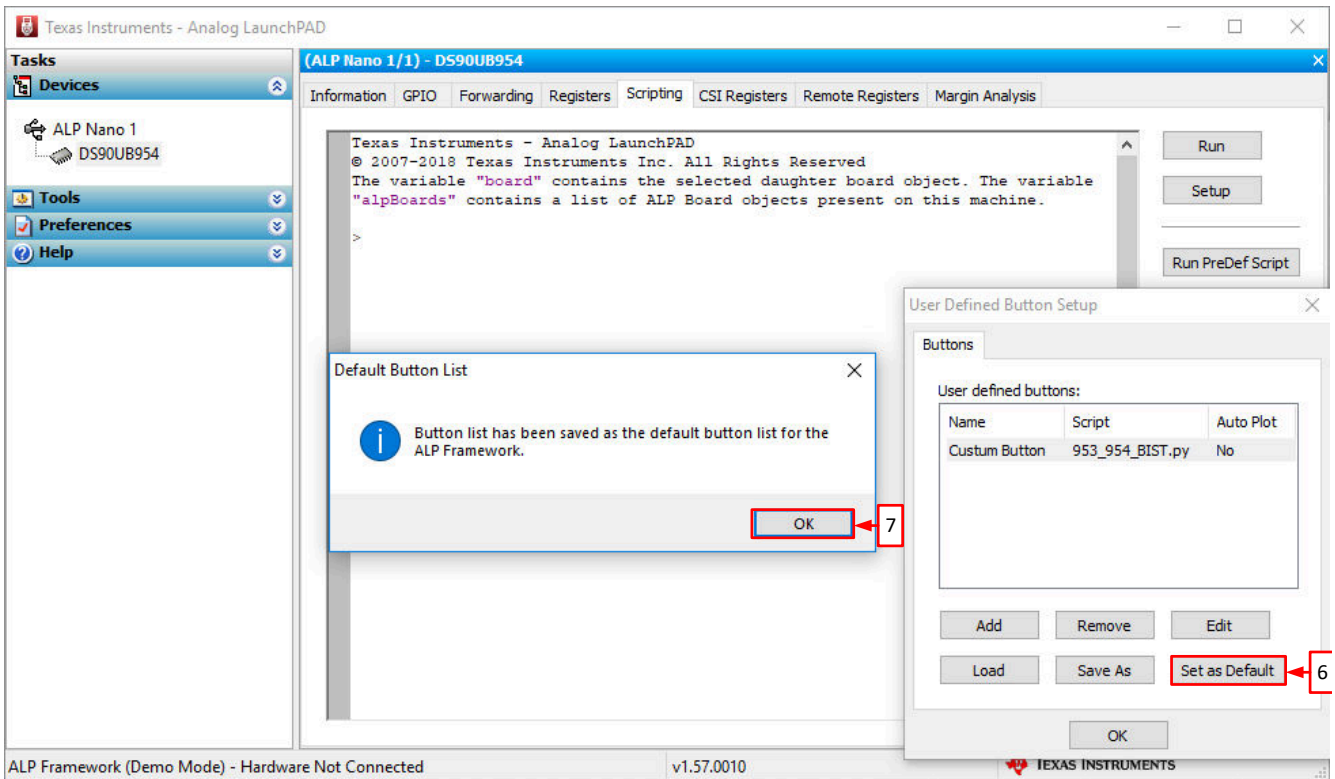 Texas Instruments - Analog LaunchPAD
Tasks
Devices
ALP Nano 1
DS90UB954
Tools
Preferences
Help
(ALP Nano 1/1) - DS90UB954
Information GPIO Forwarding Registers Scripting CSI Registers Remote Registers Margin Analysis
Texas Instruments - Analog LaunchPAD
© 2007-2018 Texas Instruments Inc. All Rights Reserved
The variable "board" contains the selected daughter board object. The variable
"alpBoards" contains a list of ALP Board objects present on this machine.
>
Run
Setup
Run PreDef Script
Default Button List
Button list has been saved as the default button list for the
ALP Framework.
OK
7
User Defined Button Setup
Buttons
User defined buttons:
Name Script Auto Plot
Custum Button 953_954_BIST.py No
Add Remove Edit
Load Save As Set as Default
6
OK
ALP Framework (Demo Mode) - Hardware Not Connected
v1.57.0010
TEXAS INSTRUMENTS